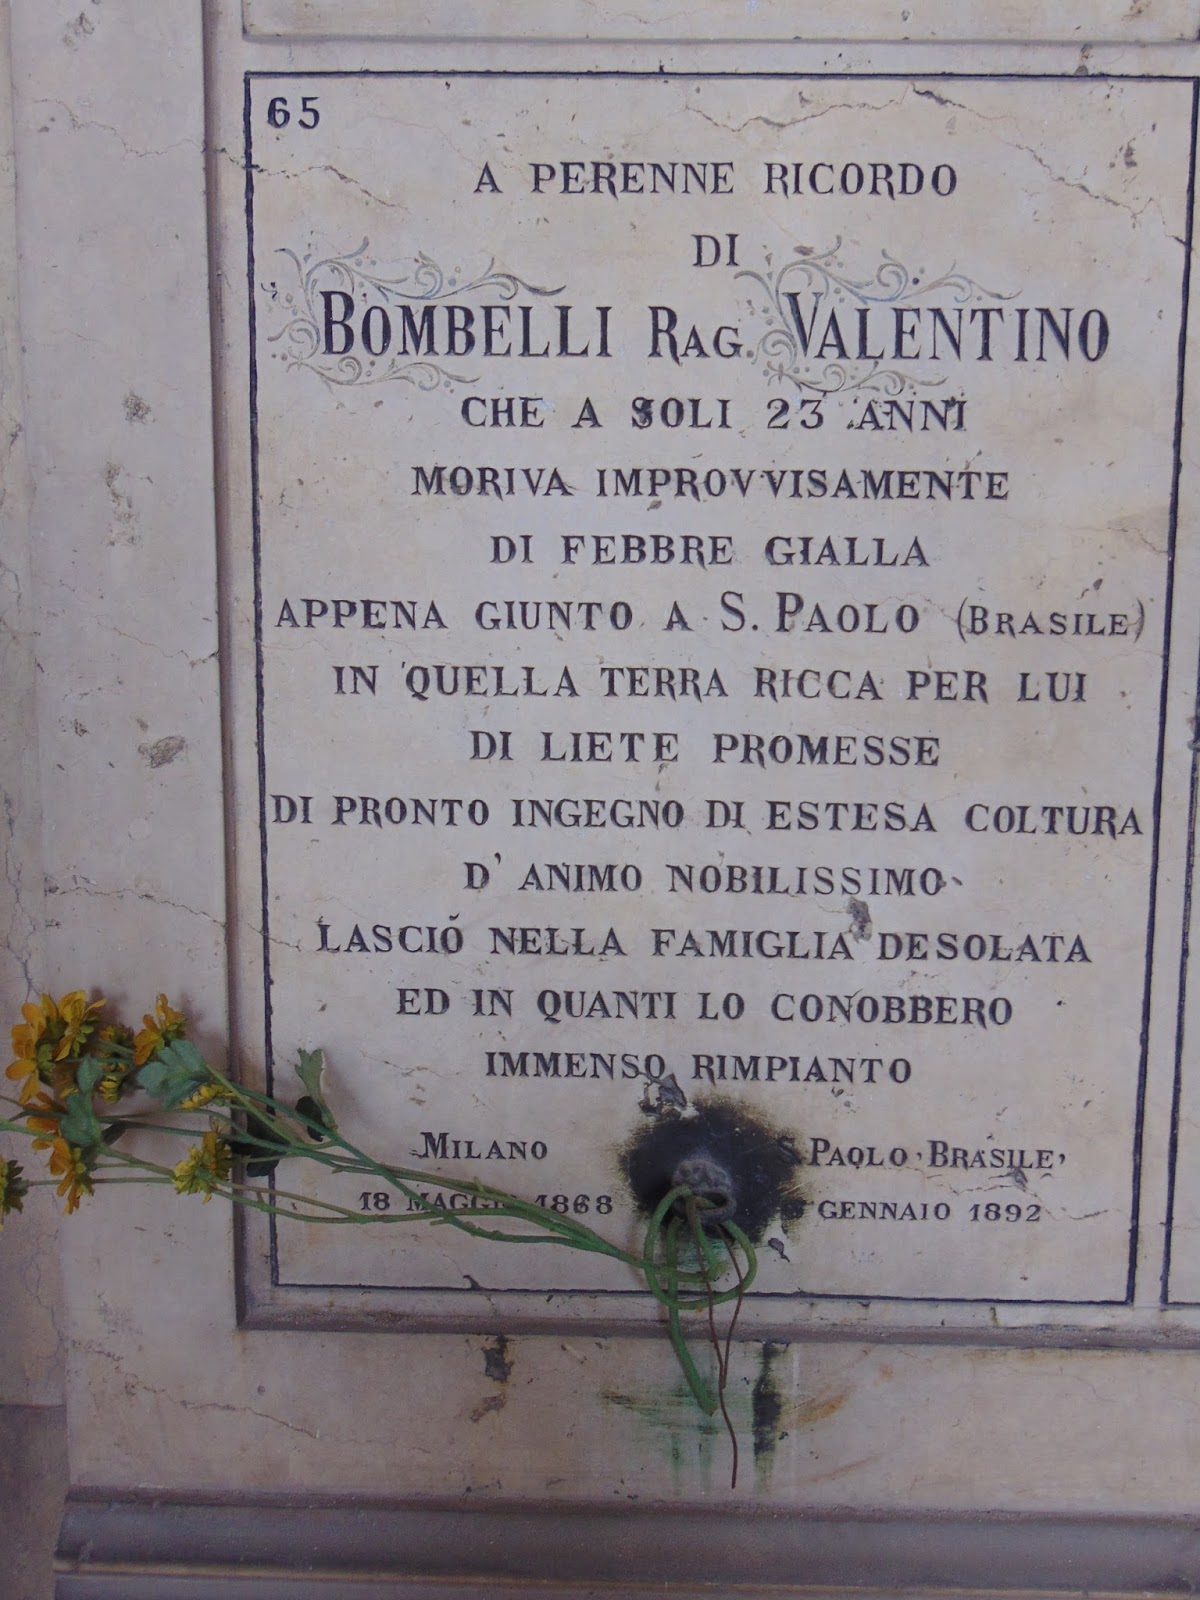 65
A PERENNE RICORDO
DI
BOMBELLI RAG. VALENTINO
CHE A SOLI 23 ANNI
MORIVA IMPROVVISAMENTE
DI FEBBRE GIALLA
APPENA GIUNTO A S. PAOLO (BRASILE)
IN QUELLA TERRA RICCA PER LUI
DI LIETE PROMESSE
DI PRONTO INGEGNO DI ESTESA COLTURA
D' ANIMO NOBILISSIMO
LASCIÒ NELLA FAMIGLIA DESOLATA
ED IN QUANTI LO CONOBBERO
IMMENSO RIMPIANTO
MILANO
18 MAGGIO 1868
S. PAOLO, BRASILE,
GENNAIO 1892